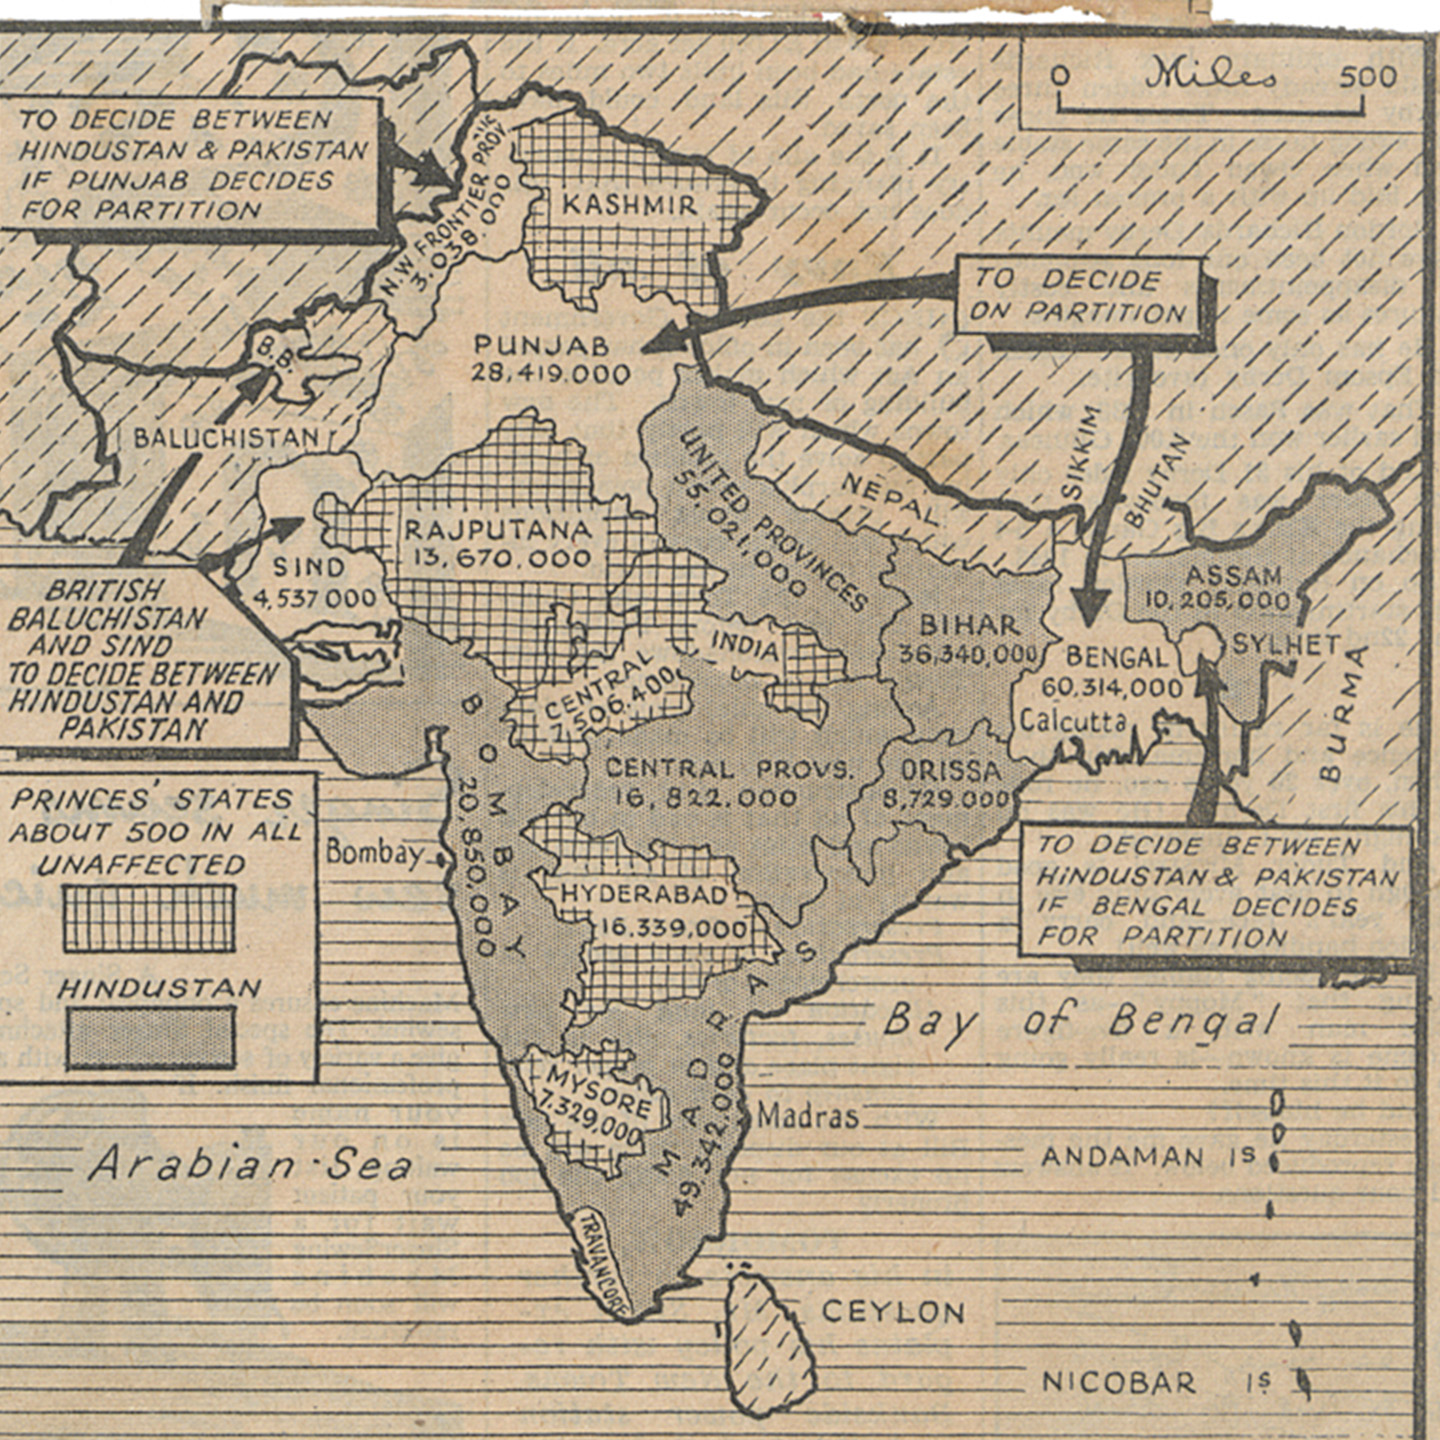 0 Miles 500
TO DECIDE BETWEEN
HINDUSTAN & PAKISTAN
IF PUNJAB DECIDES
FOR PARTITION
N.W FRONTIER PROV
3.038.000
KASHMIR
TO DECIDE
ON PARTITION
PUNJAB
28,419.000
B.B.
BALUCHISTAN
SIKKIM
BHUTAN
NEPAL
UNITED PROVINCES
55,021,000
RAJPUTANA
13,670.000
SIND
4,537 000
ASSAM
10,205,000
BRITISH
BALUCHISTAN
AND SIND
TO DECIDE BETWEEN
HINDUSTAN AND
PAKISTAN
BIHAR
36,340,000
BENGAL
60.314,000
Calcutta
SYLHET
BURMA
CENTRAL INDIA
7,506.400
BOMBAY
20,850,000
CENTRAL PROVS.
16,822.000
ORISSA
8,729.000
PRINCES' STATES
ABOUT 500 IN ALL
UNAFFECTED
HINDUSTAN
Bombay
TO DECIDE BETWEEN
HINDUSTAN & PAKISTAN
IF BENGAL DECIDES
FOR PARTITION
HYDERABAD
16.339,000
Bay of Bengal
MADRAS
49.342.000
MYSORE
7.329,000
Madras
Arabian Sea
ANDAMAN Is
TRAVANCORE
CEYLON
NICOBAR Is